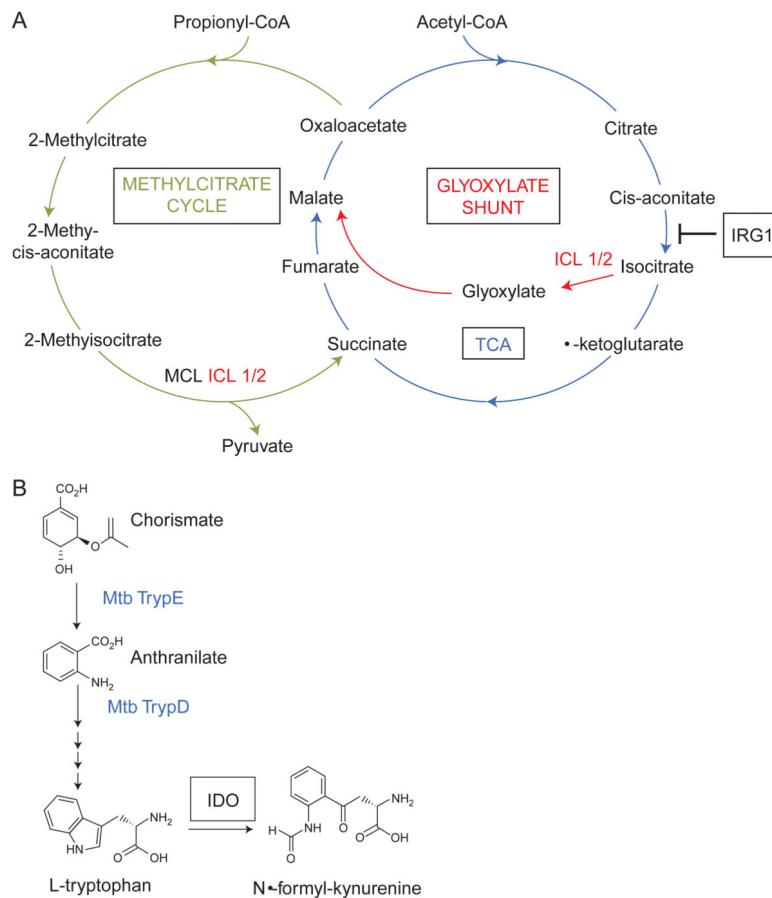 A
Propionyl-CoA
Acetyl-CoA
Oxaloacetate
Citrate
2-Methylcitrate
METHYLCITRATE
CYCLE
Malate
GLYOXYLATE
SHUNT
Cis-aconitate
IRG1
2-Methy-
cis-aconitate
Fumarate
ICL 1/2
Isocitrate
Glyoxylate
2-Methyisocitrate
Succinate
TCA
•-ketoglutarate
MCL ICL 1/2
Pyruvate
B
CO₂H
Chorismate
O
OH
Mtb TrypE
CO₂H
Anthranilate
NH₂
Mtb TrypD
IDO
NH₂
HN
O
OH
L-tryptophan
NH₂
H
NH
O
O
OH
O
N•-formyl-kynurenine